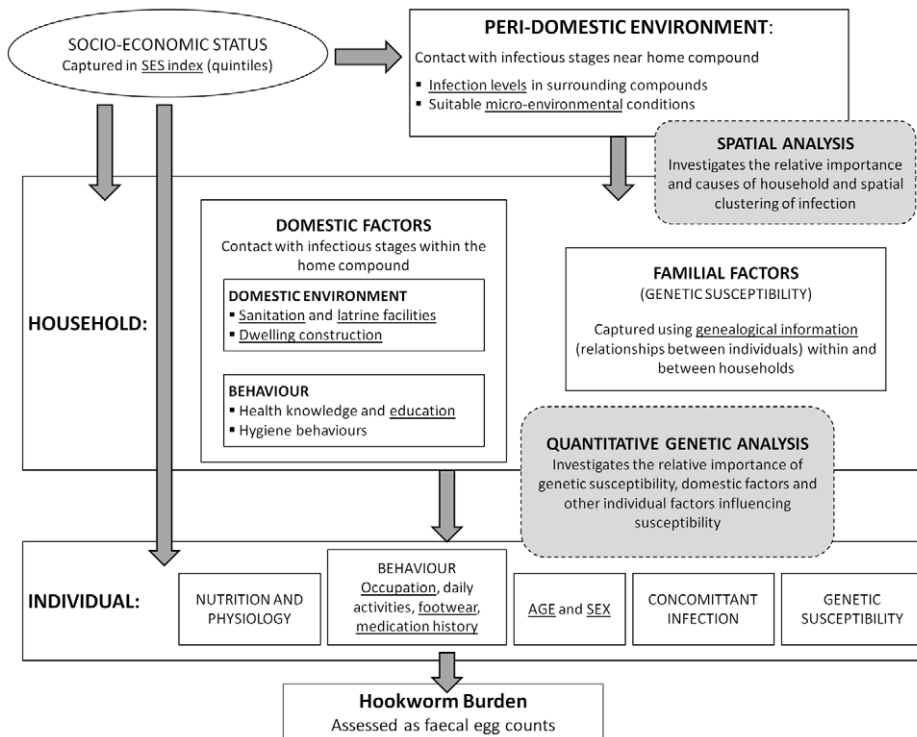 SOCIO-ECONOMIC STATUS
Captured in SES index (quintiles)
PERI-DOMESTIC ENVIRONMENT:
Contact with infectious stages near home compound
▪ Infection levels in surrounding compounds
▪ Suitable micro-environmental conditions
SPATIAL ANALYSIS
Investigates the relative importance
and causes of household and spatial
clustering of infection
HOUSEHOLD:
DOMESTIC FACTORS
Contact with infectious stages within the
home compound
DOMESTIC ENVIRONMENT
▪ Sanitation and latrine facilities
▪ Dwelling construction
BEHAVIOUR
▪ Health knowledge and education
▪ Hygiene behaviours
FAMILIAL FACTORS
(GENETIC SUSCEPTIBILITY)
Captured using genealogical information
(relationships between individuals) within and
between households
QUANTITATIVE GENETIC ANALYSIS
Investigates the relative importance of
genetic susceptibility, domestic factors and
other individual factors influencing
susceptibility
INDIVIDUAL:
NUTRITION AND
PHYSIOLOGY
BEHAVIOUR
Occupation, daily
activities, footwear,
medication history
AGE and SEX
CONCOMITTANT
INFECTION
GENETIC
SUSCEPTIBILITY
Hookworm Burden
Assessed as faecal egg counts